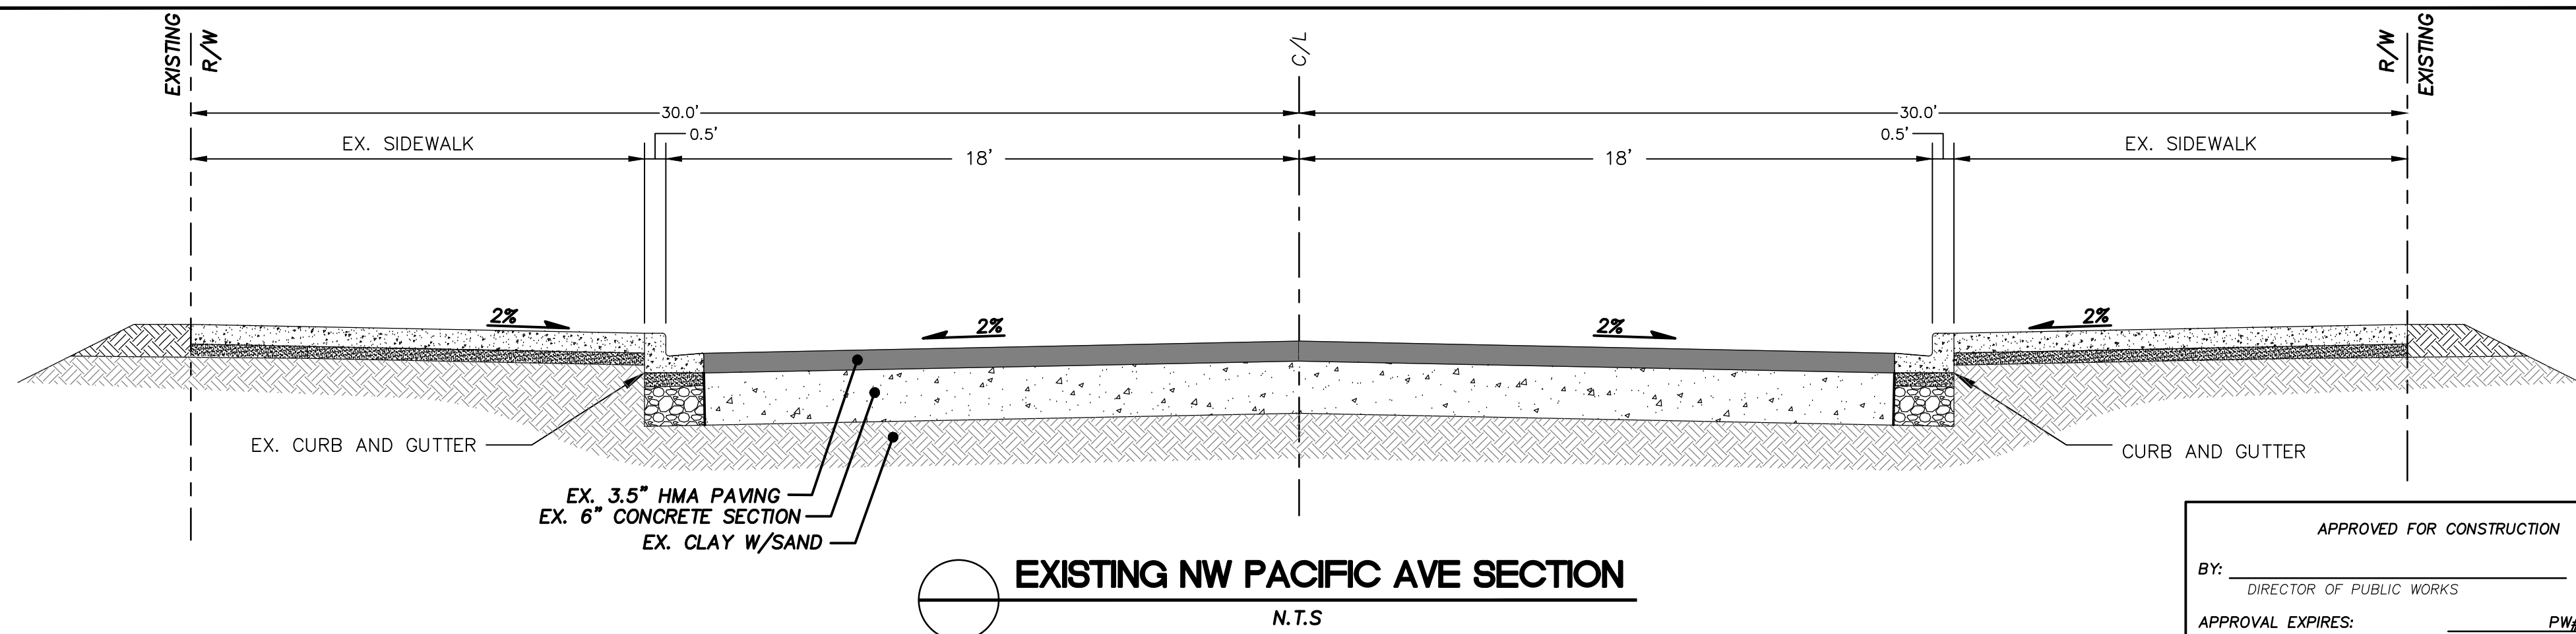 EXISTING
R/W
C/L
R/W
EXISTING
30.0'
30.0'
0.5'
0.5'
EX. SIDEWALK
18'
18'
EX. SIDEWALK
2%
2%
2%
2%
EX. CURB AND GUTTER
CURB AND GUTTER
EX. 3.5" HMA PAVING
EX. 6" CONCRETE SECTION
EX. CLAY W/SAND
EXISTING NW PACIFIC AVE SECTION
N.T.S
APPROVED FOR CONSTRUCTION
BY:
DIRECTOR OF PUBLIC WORKS
APPROVAL EXPIRES:
PW#